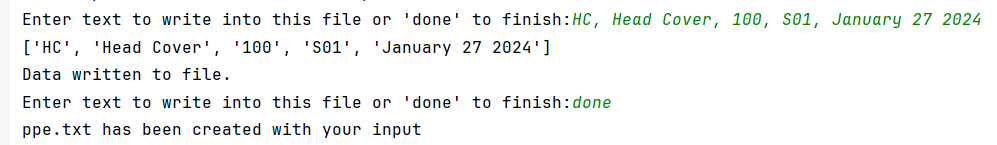 Enter text to write into this file or 'done' to finish:HC, Head Cover, 100, S01, January 27 2024
['HC', 'Head Cover', '100', 'S01', 'January 27 2024']
Data written to file.
Enter text to write into this file or 'done' to finish:done
ppe.txt has been created with your input